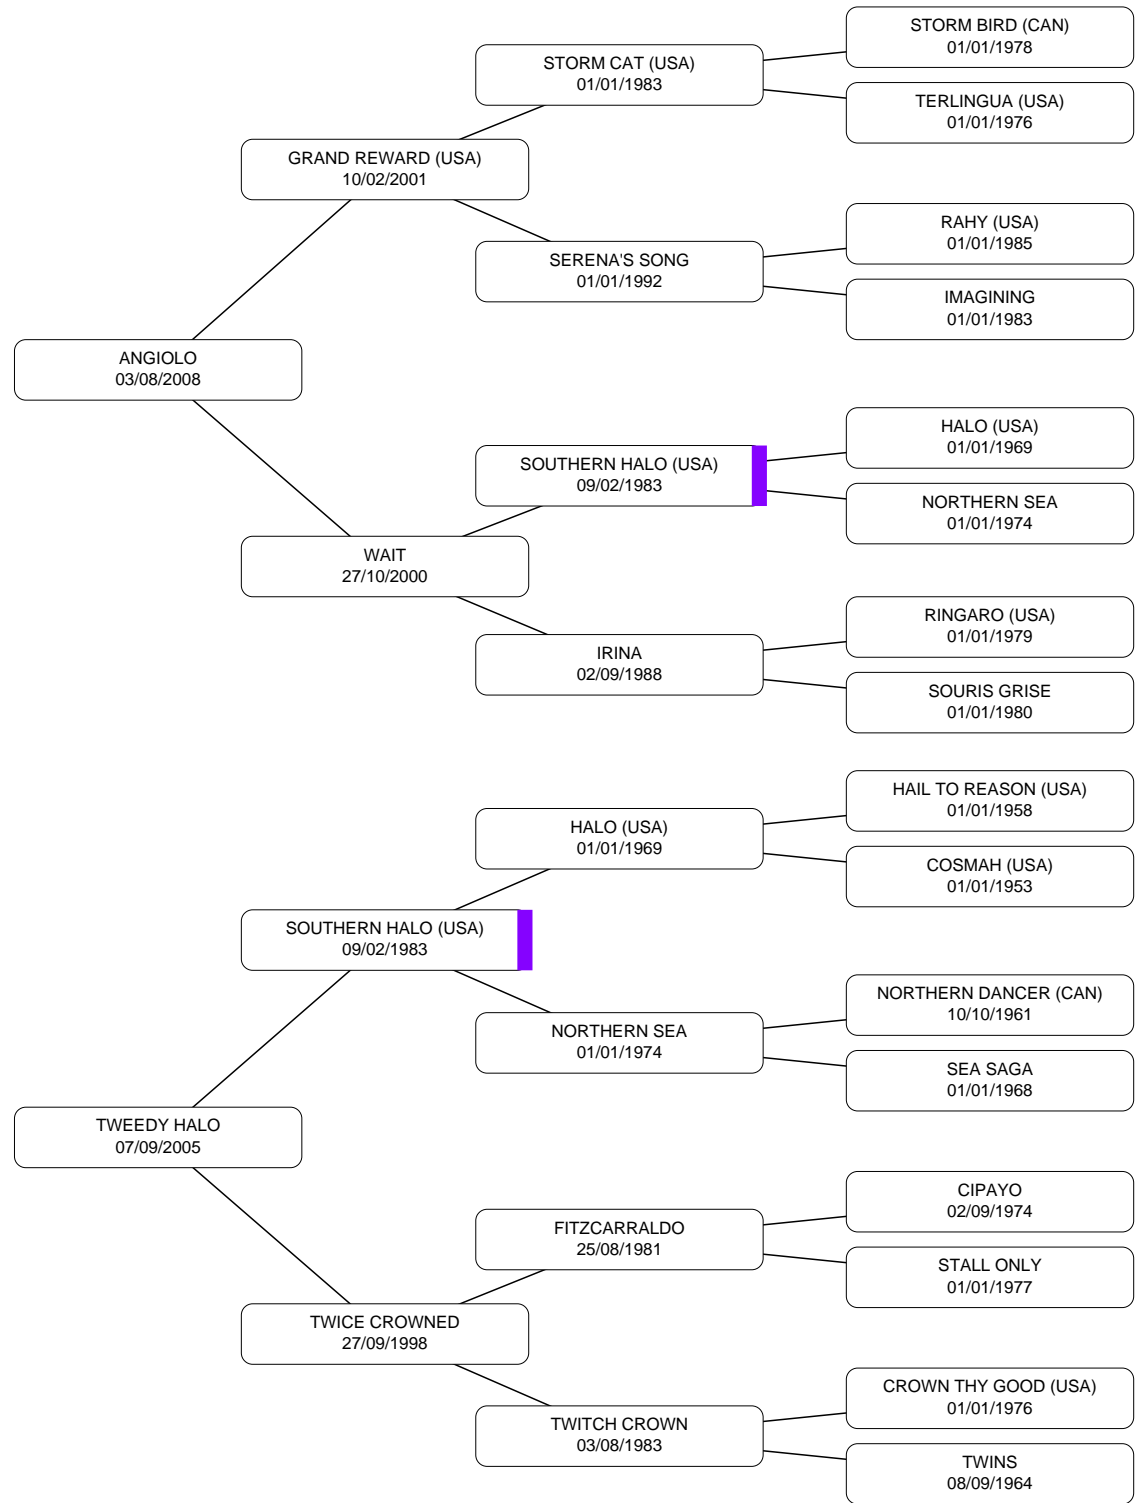 STORM BIRD (CAN)
01/01/1978
STORM CAT (USA)
01/01/1983
TERLINGUA (USA)
01/01/1976
GRAND REWARD (USA)
10/02/2001
RAHY (USA)
01/01/1985
SERENA'S SONG
01/01/1992
IMAGINING
01/01/1983
ANGIOLO
03/08/2008
HALO (USA)
01/01/1969
SOUTHERN HALO (USA)
09/02/1983
NORTHERN SEA
01/01/1974
WAIT
27/10/2000
RINGARO (USA)
01/01/1979
IRINA
02/09/1988
SOURIS GRISE
01/01/1980
HAIL TO REASON (USA)
01/01/1958
HALO (USA)
01/01/1969
COSMAH (USA)
01/01/1953
SOUTHERN HALO (USA)
09/02/1983
NORTHERN DANCER (CAN)
10/10/1961
NORTHERN SEA
01/01/1974
SEA SAGA
01/01/1968
TWEEDY HALO
07/09/2005
CIPAYO
02/09/1974
FITZCARRALDO
25/08/1981
STALL ONLY
01/01/1977
TWICE CROWNED
27/09/1998
CROWN THY GOOD (USA)
01/01/1976
TWITCH CROWN
03/08/1983
TWINS
08/09/1964